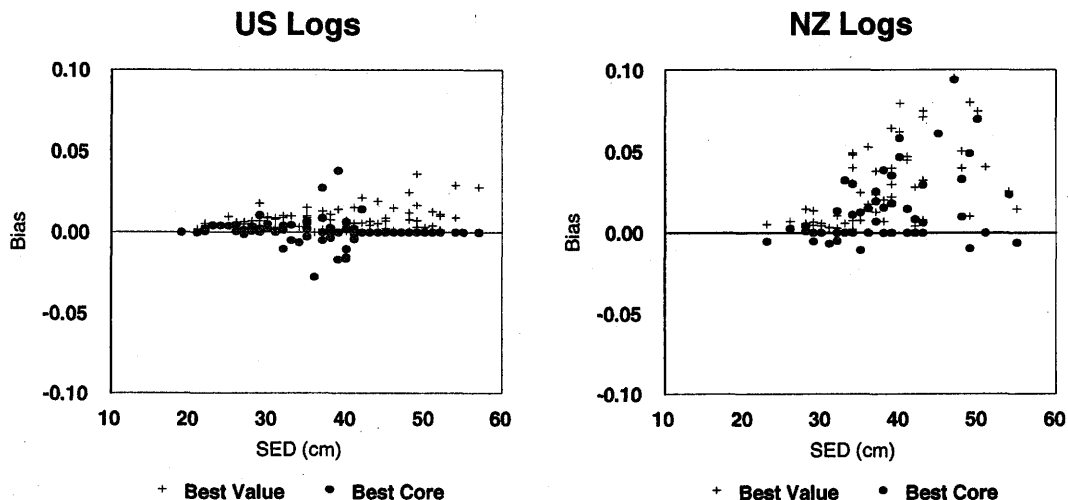 US Logs
0.10
0.05
0.00
-0.05
-0.10
Bias
10 20 30 40 50 60
SED (cm)
+ Best Value ● Best Core
NZ Logs
0.10
0.05
0.00
-0.05
-0.10
Bias
10 20 30 40 50 60
SED (cm)
+ Best Value ● Best Core